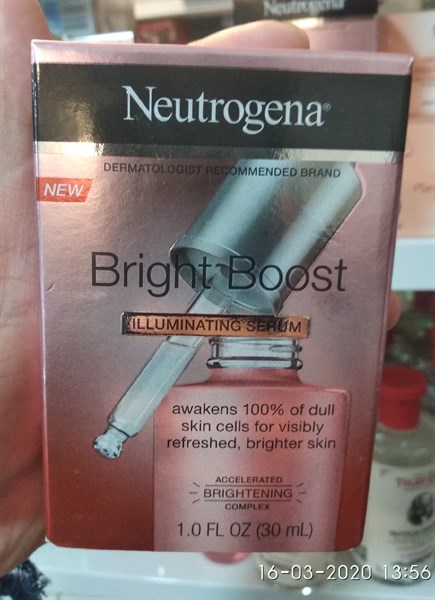 Neutrogena®
DERMATOLOGIST RECOMMENDED BRAND
NEW
Bright Boost
ILLUMINATING SERUM
awakens 100% of dull
skin cells for visibly
refreshed, brighter skin
ACCELERATED
BRIGHTENING
COMPLEX
1.0 FL OZ (30 mL)
16-03-2020 13:56